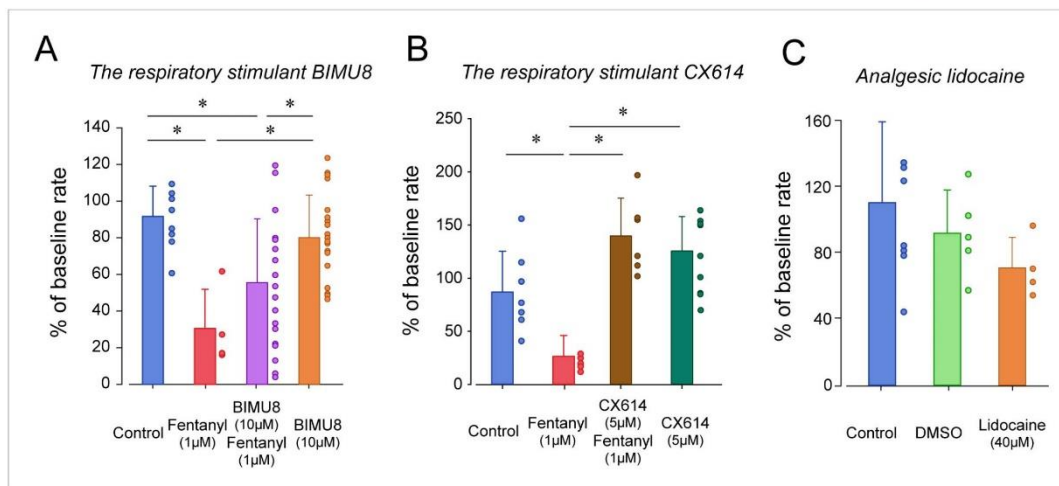 A
The respiratory stimulant BIMU8
* *
* *
% of baseline rate
140
120
100
80
60
40
20
0
Control
Fentanyl
(1µM)
BIMU8
(10µM)
Fentanyl
(1µM)
BIMU8
(10µM)
B
The respiratory stimulant CX614
*
* *
% of baseline rate
250
200
150
100
50
0
Control
Fentanyl
(1µM)
CX614
(5µM)
Fentanyl
(1µM)
CX614
(5µM)
C
Analgesic lidocaine
% of baseline rate
160
120
80
40
0
Control
DMSO
Lidocaine
(40µM)